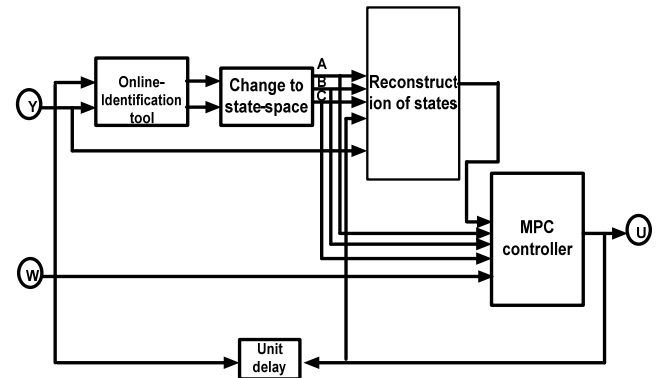 A
B
C
Y
Online-
Identification
tool
Change to
state-space
Reconstruct
ion of states
MPC
controller
U
W
Unit
delay